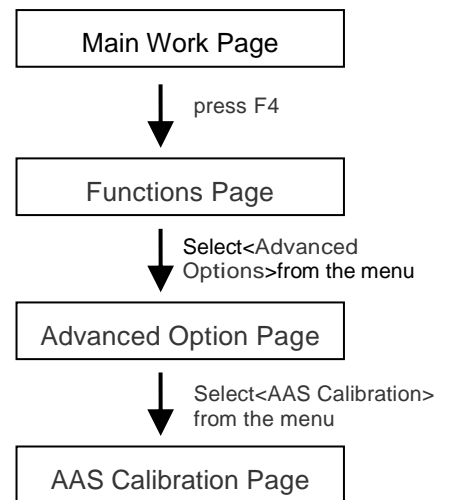 Main Work Page
press F4
Functions Page
Select<Advanced
Options>from the menu
Advanced Option Page
Select<AAS Calibration>
from the menu
AAS Calibration Page